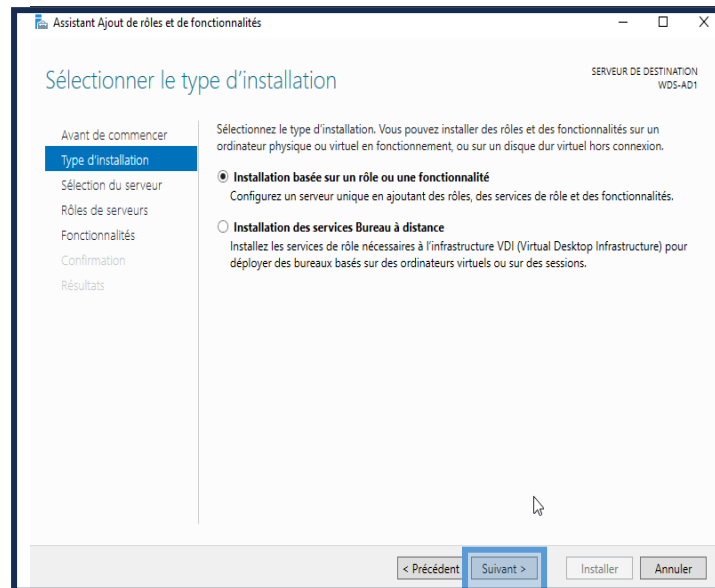 Assistant Ajout de rôles et de fonctionnalités
Sélectionner le type d'installation
SERVEUR DE DESTINATION
WDS-AD1
Avant de commencer
Type d'installation
Sélection du serveur
Rôles de serveurs
Fonctionnalités
Confirmation
Résultats
Sélectionnez le type d'installation. Vous pouvez installer des rôles et des fonctionnalités sur un
ordinateur physique ou virtuel en fonctionnement, ou sur un disque dur virtuel hors connexion.
Installation basée sur un rôle ou une fonctionnalité
Configurez un serveur unique en ajoutant des rôles, des services de rôle et des fonctionnalités.
Installation des services Bureau à distance
Installez les services de rôle nécessaires à l'infrastructure VDI (Virtual Desktop Infrastructure) pour
déployer des bureaux basés sur des ordinateurs virtuels ou sur des sessions.
< Précédent Suivant > Installer Annuler